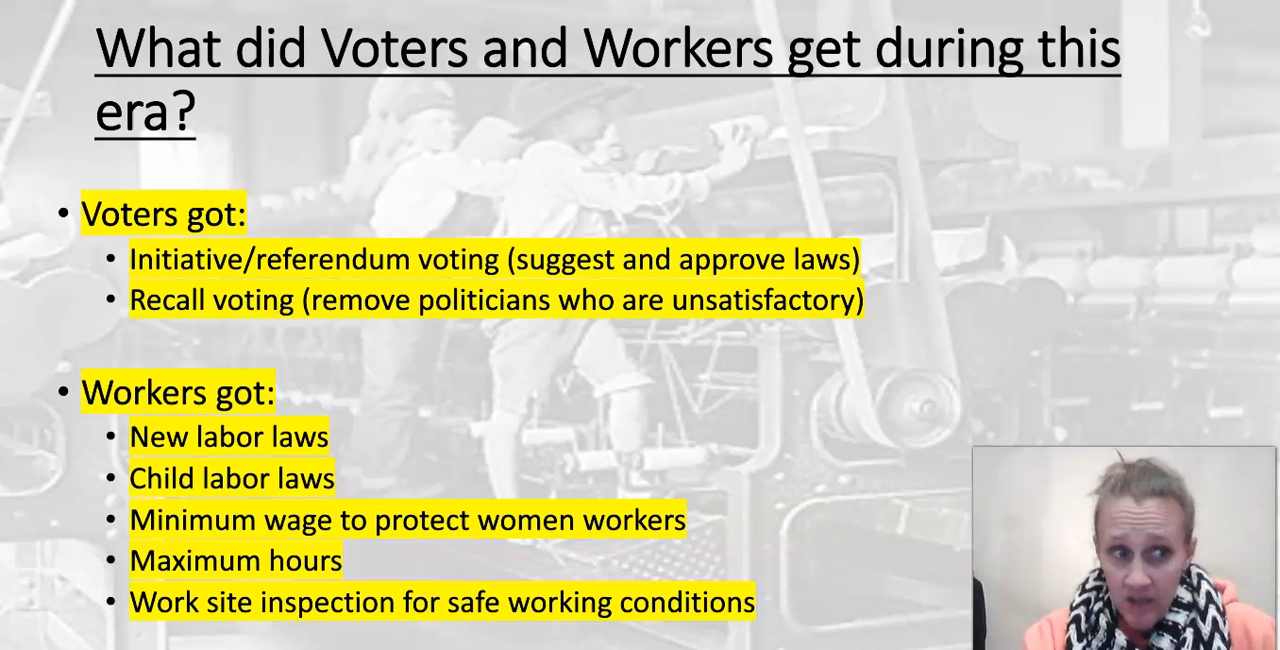 What did Voters and Workers get during this
era?
• Voters got:
• Initiative/referendum voting (suggest and approve laws)
• Recall voting (remove politicians who are unsatisfactory)
• Workers got:
• New labor laws
• Child labor laws
• Minimum wage to protect women workers
• Maximum hours
• Work site inspection for safe working conditions